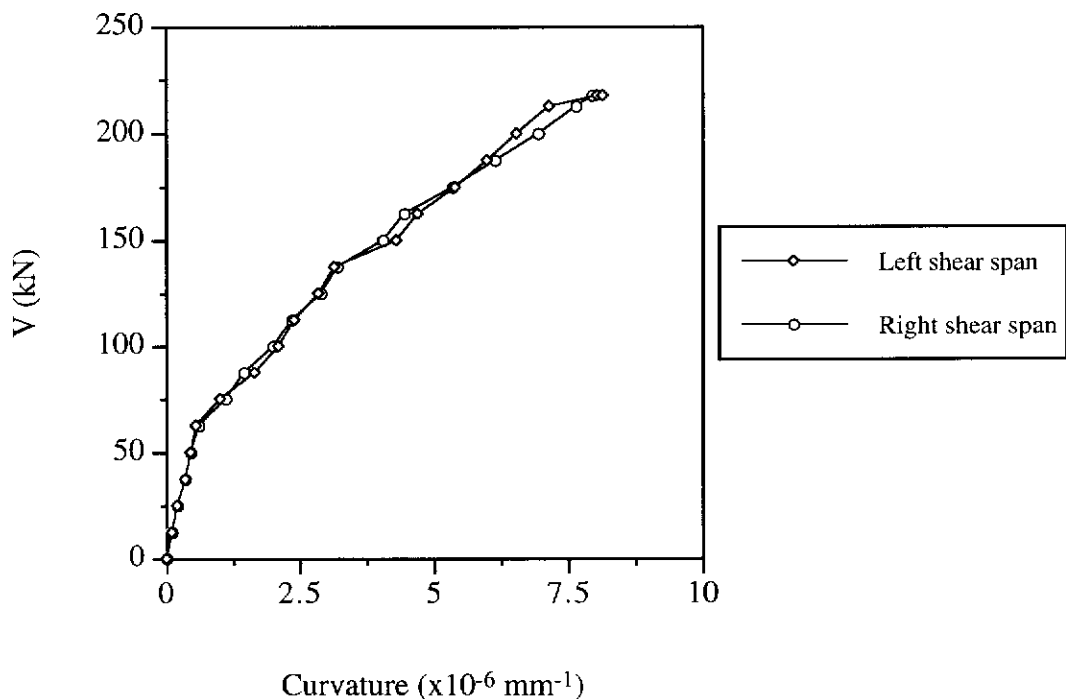 250
200
150
100
50
0
V (kN)
0
2.5
5
7.5
10
Curvature (x10⁻⁶ mm⁻¹)
Left shear span
Right shear span